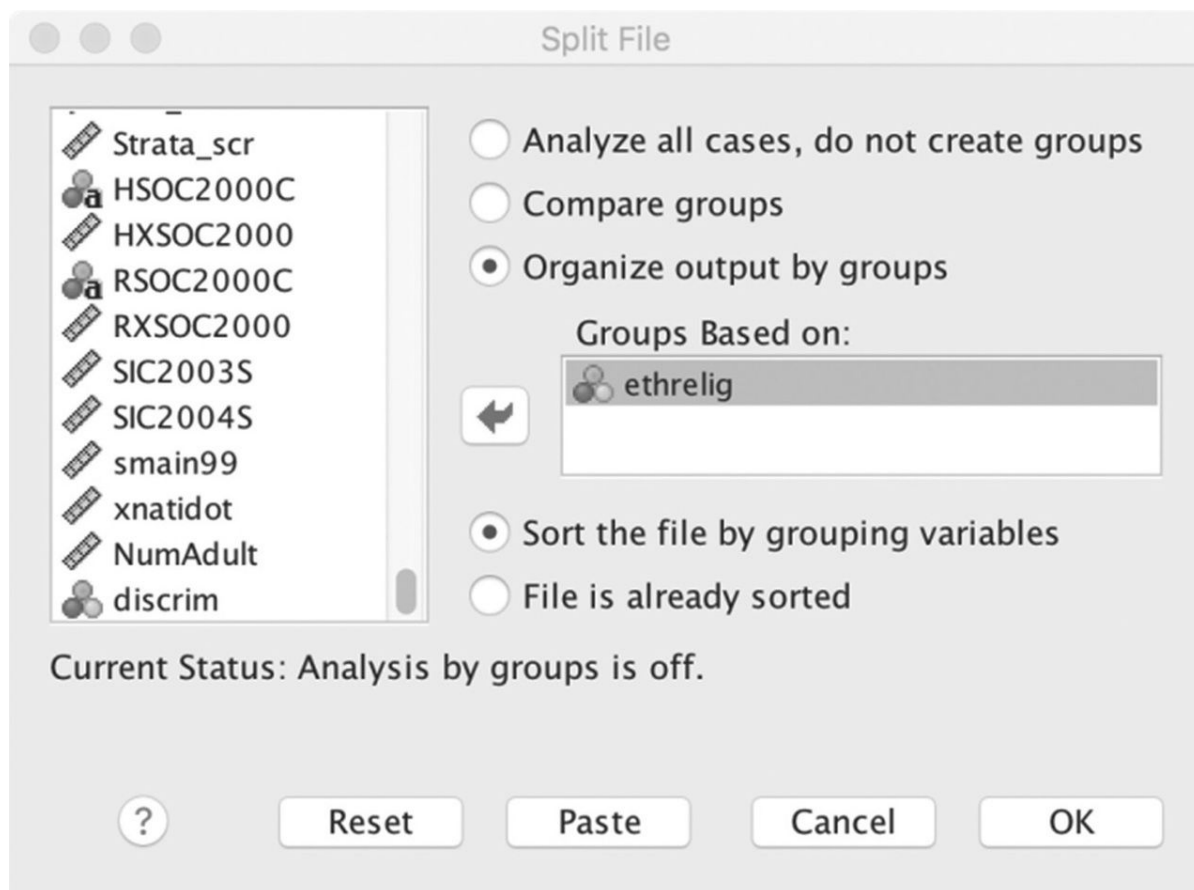 Split File
Strata_scr
HSOC2000C
HXSOC2000
RSOC2000C
RXSOC2000
SIC2003S
SIC2004S
smain99
xnatidot
NumAdult
discrim
Analyze all cases, do not create groups
Compare groups
Organize output by groups
Groups Based on:
ethrelig
Sort the file by grouping variables
File is already sorted
Current Status: Analysis by groups is off.
? Reset Paste Cancel OK